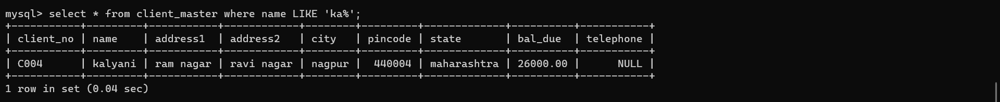 mysql> select * from client_master where name LIKE 'ka%';
+-----------+---------+-----------+------------+--------+---------+-------------+----------+-----------+
| client_no | name    | address1  | address2   | city   | pincode | state       | bal_due  | telephone |
+-----------+---------+-----------+------------+--------+---------+-------------+----------+-----------+
| C004      | kalyani | ram nagar | ravi nagar | nagpur |  440004 | maharashtra | 26000.00 |      NULL |
+-----------+---------+-----------+------------+--------+---------+-------------+----------+-----------+
1 row in set (0.04 sec)